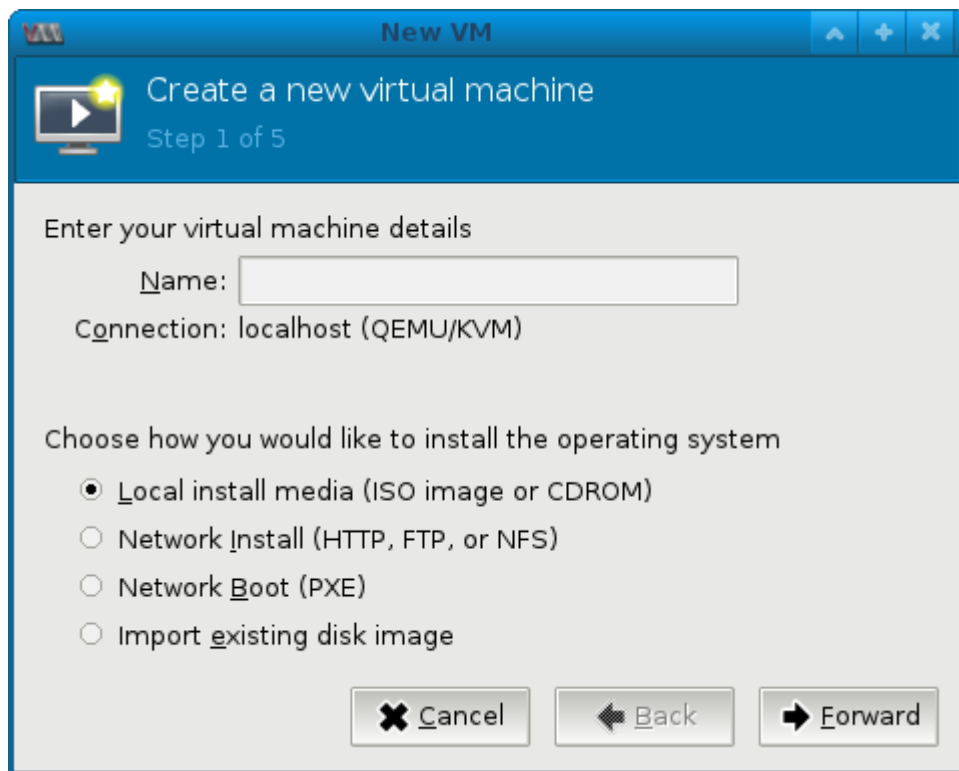 New VM
Create a new virtual machine
Step 1 of 5
Enter your virtual machine details
Name:
Connection: localhost (QEMU/KVM)
Choose how you would like to install the operating system
Local install media (ISO image or CDROM)
Network Install (HTTP, FTP, or NFS)
Network Boot (PXE)
Import existing disk image
Cancel Back Forward